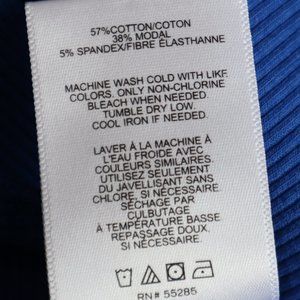 57%COTTON/COTON
38% MODAL
5% SPANDEX/FIBRE ÉLASTHANNE
MACHINE WASH COLD WITH LIKE
COLORS. ONLY NON-CHLORINE
BLEACH WHEN NEEDED.
TUMBLE DRY LOW.
COOL IRON IF NEEDED.
LAVER À LA MACHINE À
L'EAU FROIDE AVEC
COULEURS SIMILAIRES.
UTILISEZ SEULEMENT
DU JAVELLISANT SANS
CHLORE, SI NÉCESSAIRE
SÉCHAGE PAR
CULBUTAGE
À TEMPÉRATURE BASSE
REPASSAGE DOUX,
SI NÉCESSAIRE.
RN# 55285